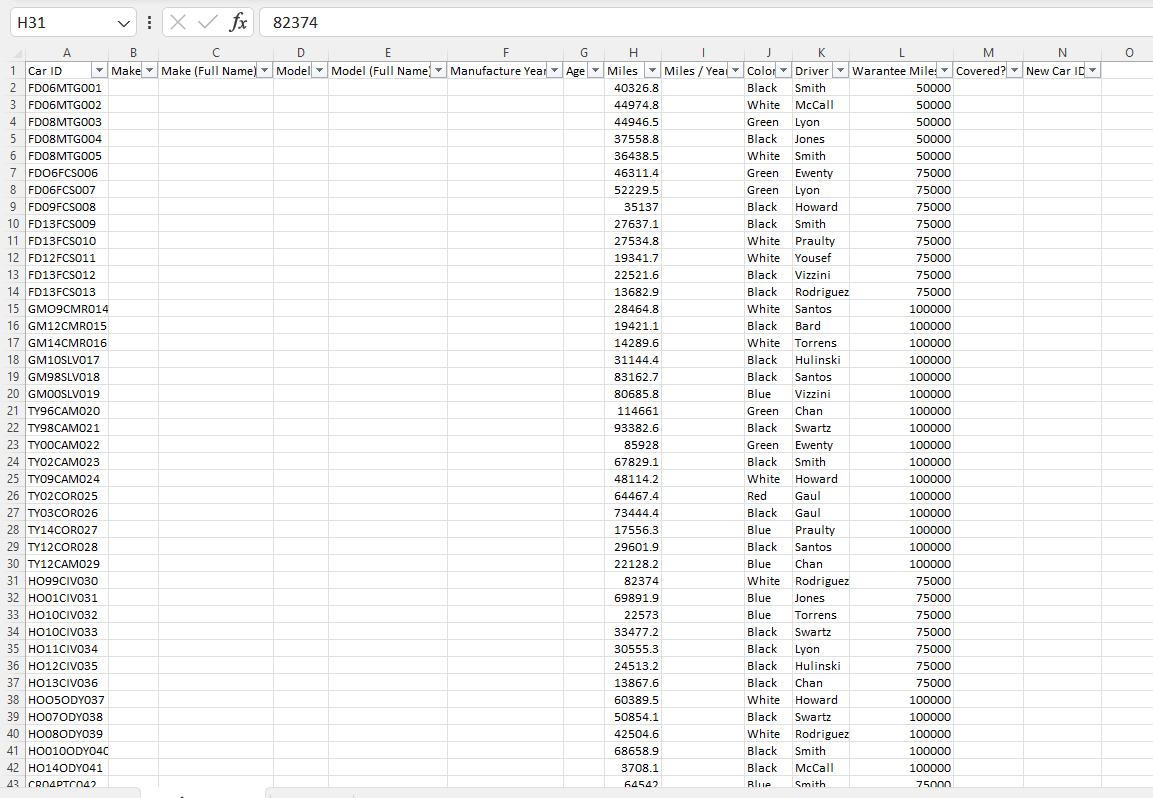 H31 fx 82374
A B C D E F G H I J K L M N O
1 Car ID Make Make (Full Name) Model Model (Full Name) Manufacture Year Age Miles Miles / Year Color Driver Warantee Miles Covered? New Car ID
2 FD06MTG001 40326.8 Black Smith 50000
3 FD06MTG002 44974.8 White McCall 50000
4 FD08MTG003 44946.5 Green Lyon 50000
5 FD08MTG004 37558.8 Black Jones 50000
6 FD08MTG005 36438.5 White Smith 50000
7 FDO6FCS006 46311.4 Green Ewenty 75000
8 FD06FCS007 52229.5 Green Lyon 75000
9 FD09FCS008 35137 Black Howard 75000
10 FD13FCS009 27637.1 Black Smith 75000
11 FD13FCS010 27534.8 White Praulty 75000
12 FD12FCS011 19341.7 White Yousef 75000
13 FD13FCS012 22521.6 Black Vizzini 75000
14 FD13FCS013 13682.9 Black Rodriguez 75000
15 GMO9CMR014 28464.8 White Santos 100000
16 GM12CMR015 19421.1 Black Bard 100000
17 GM14CMR016 14289.6 White Torrens 100000
18 GM10SLV017 31144.4 Black Hulinski 100000
19 GM98SLV018 83162.7 Black Santos 100000
20 GM00SLV019 80685.8 Blue Vizzini 100000
21 TY96CAM020 114661 Green Chan 100000
22 TY98CAM021 93382.6 Black Swartz 100000
23 TY00CAM022 85928 Green Ewenty 100000
24 TY02CAM023 67829.1 Black Smith 100000
25 TY09CAM024 48114.2 White Howard 100000
26 TY02COR025 64467.4 Red Gaul 100000
27 TY03COR026 73444.4 Black Gaul 100000
28 TY14COR027 17556.3 Blue Praulty 100000
29 TY12COR028 29601.9 Black Santos 100000
30 TY12CAM029 22128.2 Blue Chan 100000
31 HO99CIV030 82374 White Rodriguez 75000
32 HO01CIV031 69891.9 Blue Jones 75000
33 HO10CIV032 22573 Blue Torrens 75000
34 HO10CIV033 33477.2 Black Swartz 75000
35 HO11CIV034 30555.3 Black Lyon 75000
36 HO12CIV035 24513.2 Black Hulinski 75000
37 HO13CIV036 13867.6 Black Chan 75000
38 HOO5ODY037 60389.5 White Howard 100000
39 HO07ODY038 50854.1 Black Swartz 100000
40 HO08ODY039 42504.6 White Rodriguez 100000
41 HO010ODY040 68658.9 Black Smith 100000
42 HO14ODY041 3708.1 Black McCall 100000
43 CR04PTC042 64542 Blue Smith 75000